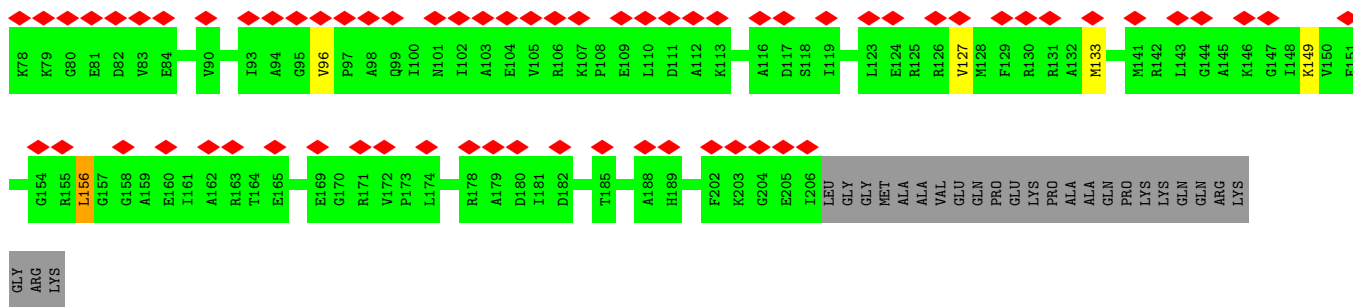 K78 K79 G80 E81 D82 V83 E84 V90 I93 A94 G95 V96 P97 A98 Q99 I100 N101 I102 A103 E104 V105 R106 K107 P108 E109 L110 D111 A112 K113 A116 D117 S118 I119 L123 E124 R125 R126 V127 M128 F129 R130 R131 A132 M133 M141 R142 L143 G144 A145 K146 G147 I148 K149 V150 E151
G154 R155 L156 G157 G158 A159 E160 I161 A162 R163 T164 E165 E169 G170 R171 V172 P173 L174 R178 A179 D180 I181 D182 T185 A188 H189 F202 K203 G204 E205 I206 LEU GLY GLY MET ALA ALA VAL GLU GLN PRO GLU LYS PRO ALA ALA GLN PRO LYS LYS GLN GLN ARG LYS
GLY ARG LYS